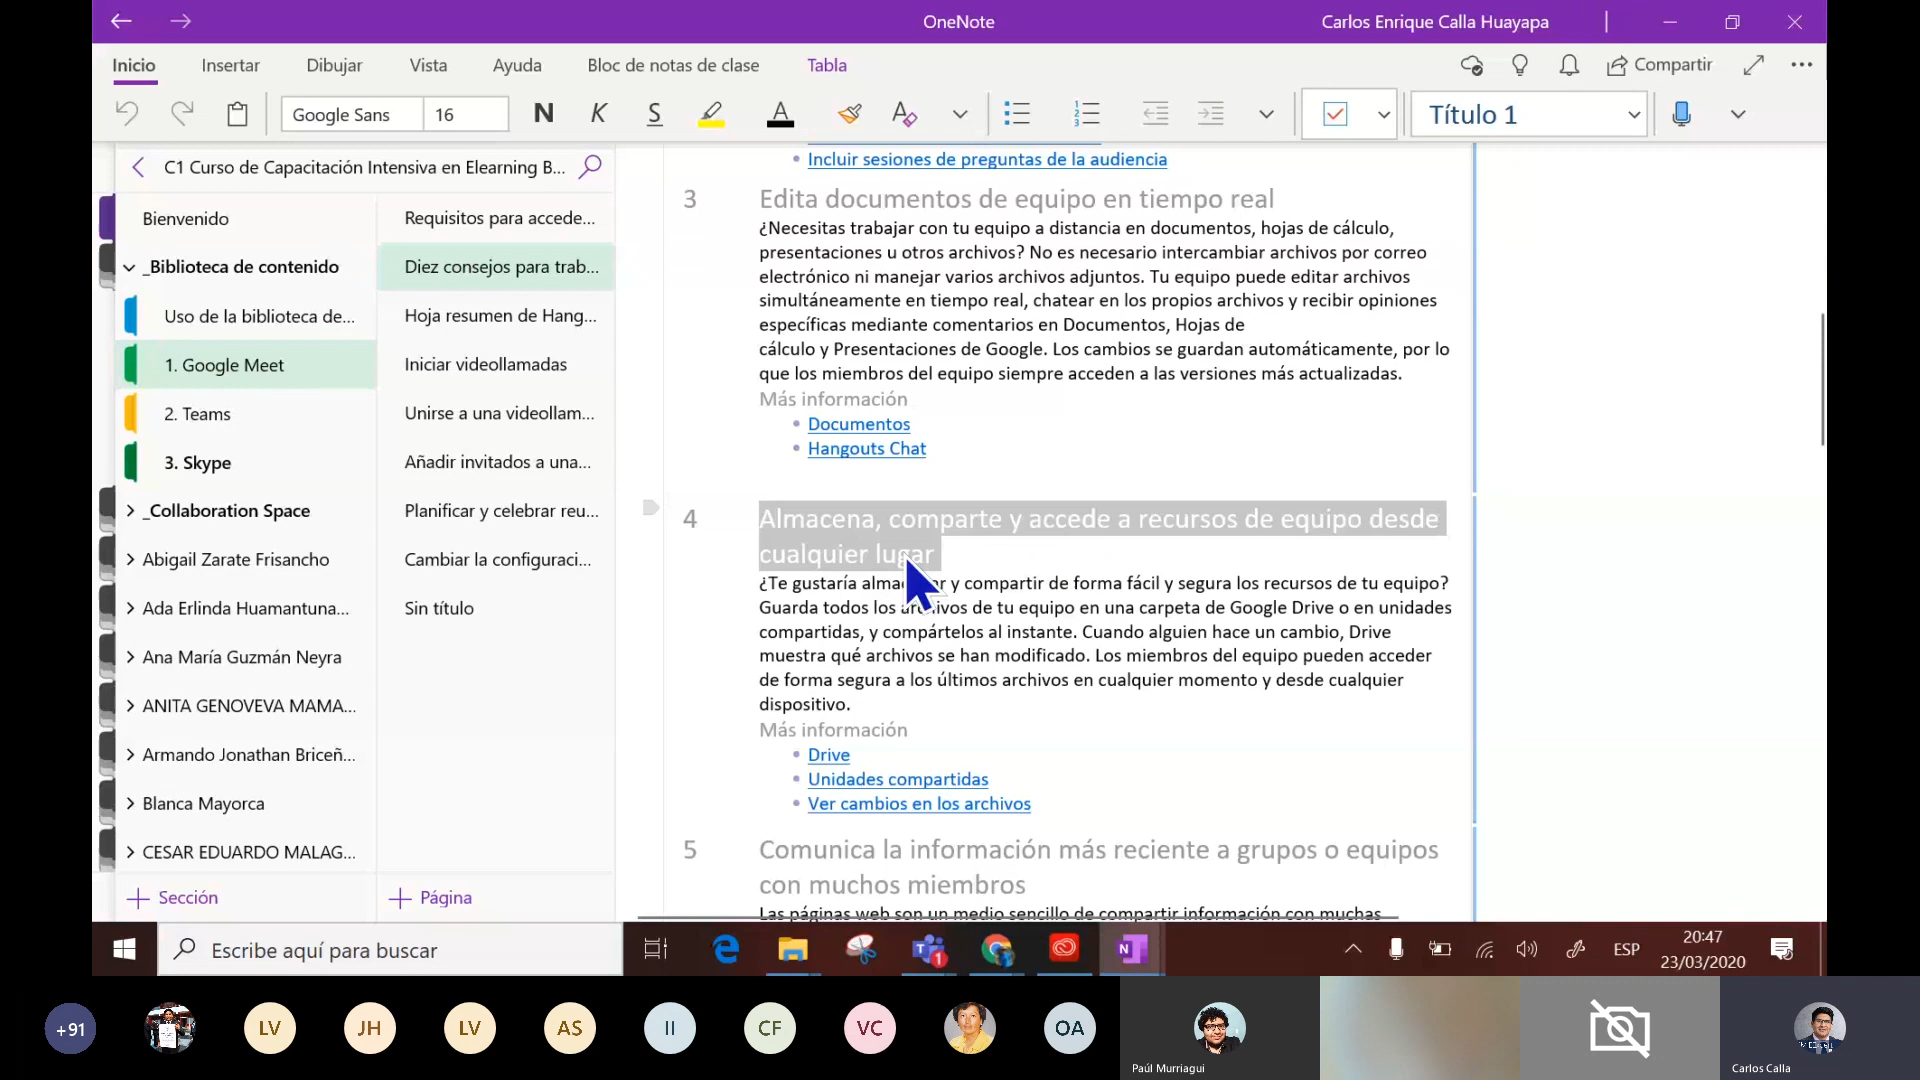 OneNote
Carlos Enrique Calla Huayapa
Inicio
Insertar
Dibujar
Vista
Ayuda
Bloc de notas de clase
Tabla
Compartir
Google Sans
16
N
K
S
A
A
Título 1
C1 Curso de Capacitación Intensiva en Elearning B...
Bienvenido
_Biblioteca de contenido
Uso de la biblioteca de...
1. Google Meet
2. Teams
3. Skype
_Collaboration Space
Abigail Zarate Frisancho
Ada Erlinda Huamantuna...
Ana María Guzmán Neyra
ANITA GENOVEVA MAMA...
Armando Jonathan Briceñ...
Blanca Mayorca
CESAR EDUARDO MALAG...
Sección
Requisitos para accede...
Diez consejos para trab...
Hoja resumen de Hang...
Iniciar videollamadas
Unirse a una videollam...
Añadir invitados a una...
Planificar y celebrar reu...
Cambiar la configuraci...
Sin título
Página
Incluir sesiones de preguntas de la audiencia
3 Edita documentos de equipo en tiempo real
¿Necesitas trabajar con tu equipo a distancia en documentos, hojas de cálculo,
presentaciones u otros archivos? No es necesario intercambiar archivos por correo
electrónico ni manejar varios archivos adjuntos. Tu equipo puede editar archivos
simultáneamente en tiempo real, chatear en los propios archivos y recibir opiniones
específicas mediante comentarios en Documentos, Hojas de
cálculo y Presentaciones de Google. Los cambios se guardan automáticamente, por lo
que los miembros del equipo siempre acceden a las versiones más actualizadas.
Más información
Documentos
Hangouts Chat
4 Almacena, comparte y accede a recursos de equipo desde
cualquier lugar
¿Te gustaría almacenar y compartir de forma fácil y segura los recursos de tu equipo?
Guarda todos los archivos de tu equipo en una carpeta de Google Drive o en unidades
compartidas, y compártelos al instante. Cuando alguien hace un cambio, Drive
muestra qué archivos se han modificado. Los miembros del equipo pueden acceder
de forma segura a los últimos archivos en cualquier momento y desde cualquier
dispositivo.
Más información
Drive
Unidades compartidas
Ver cambios en los archivos
5 Comunica la información más reciente a grupos o equipos
con muchos miembros
Las páginas web son un medio sencillo de compartir información con muchas
Escribe aquí para buscar
ESP
20:47
23/03/2020
+91
LV
JH
LV
AS
II
CF
VC
OA
Paúl Murriagui
Carlos Calla